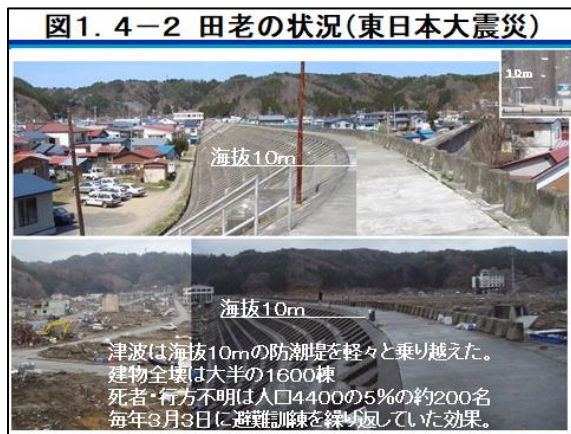 図1．4－2 田老の状況（東日本大震災）
10m
海抜10m
海抜10m
津波は海抜10mの防潮堤を軽々と乗り越えた。
建物全壊は大半の1600棟
死者・行方不明は人口4400の5％の約200名
毎年3月3日に避難訓練を繰り返していた効果。